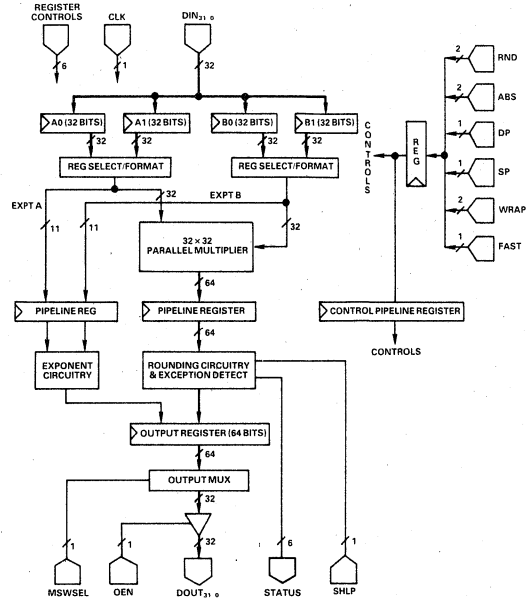 REGISTER CONTROLS
CLK
DIN31 0
6
1
32
2
RND
2
ABS
1
DP
1
SP
2
WRAP
1
FAST
A0 (32 BITS)
A1 (32 BITS)
B0 (32 BITS)
B1 (32 BITS)
32
32
32
32
CONTROLS
REG
REG SELECT/FORMAT
REG SELECT/FORMAT
EXPT A
EXPT B
32
32
11
11
32 × 32
PARALLEL MULTIPLIER
64
PIPELINE REG
PIPELINE REGISTER
CONTROL PIPELINE REGISTER
64
CONTROLS
EXPONENT CIRCUITRY
ROUNDING CIRCUITRY
& EXCEPTION DETECT
OUTPUT REGISTER (64 BITS)
64
OUTPUT MUX
32
1
1
32
6
1
MSWSEL
OEN
DOUT31 0
STATUS
SHLP